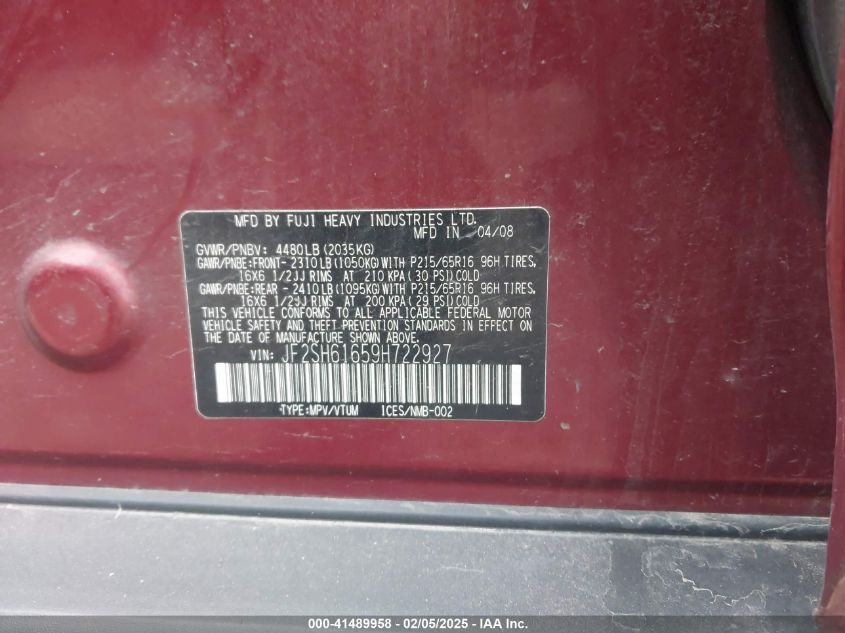 MFD BY FUJI HEAVY INDUSTRIES LTD.
MFD IN 04/08
GVWR/PNBV: 4480LB(2035KG)
GAWR/PNBE:FRONT- 2310LB(1050KG)WITH P215/65R16 96H TIRES,
16X6 1/2JJ RIMS AT 210 KPA(30 PSI)COLD
GAWR/PNBE:REAR - 2410LB(1095KG)WITH P215/65R16 96H TIRES,
16X6 1/2JJ RIMS AT 200 KPA(29 PSI)COLD
THIS VEHICLE CONFORMS TO ALL APPLICABLE FEDERAL MOTOR
VEHICLE SAFETY AND THEFT PREVENTION STANDARDS IN EFFECT ON
THE DATE OF MANUFACTURE SHOWN ABOVE.
VIN: JF2SH61659H722927
TYPE:MPV/VTUM ICES/NMB-002
000-41489958 - 02/05/2025 - IAA Inc.